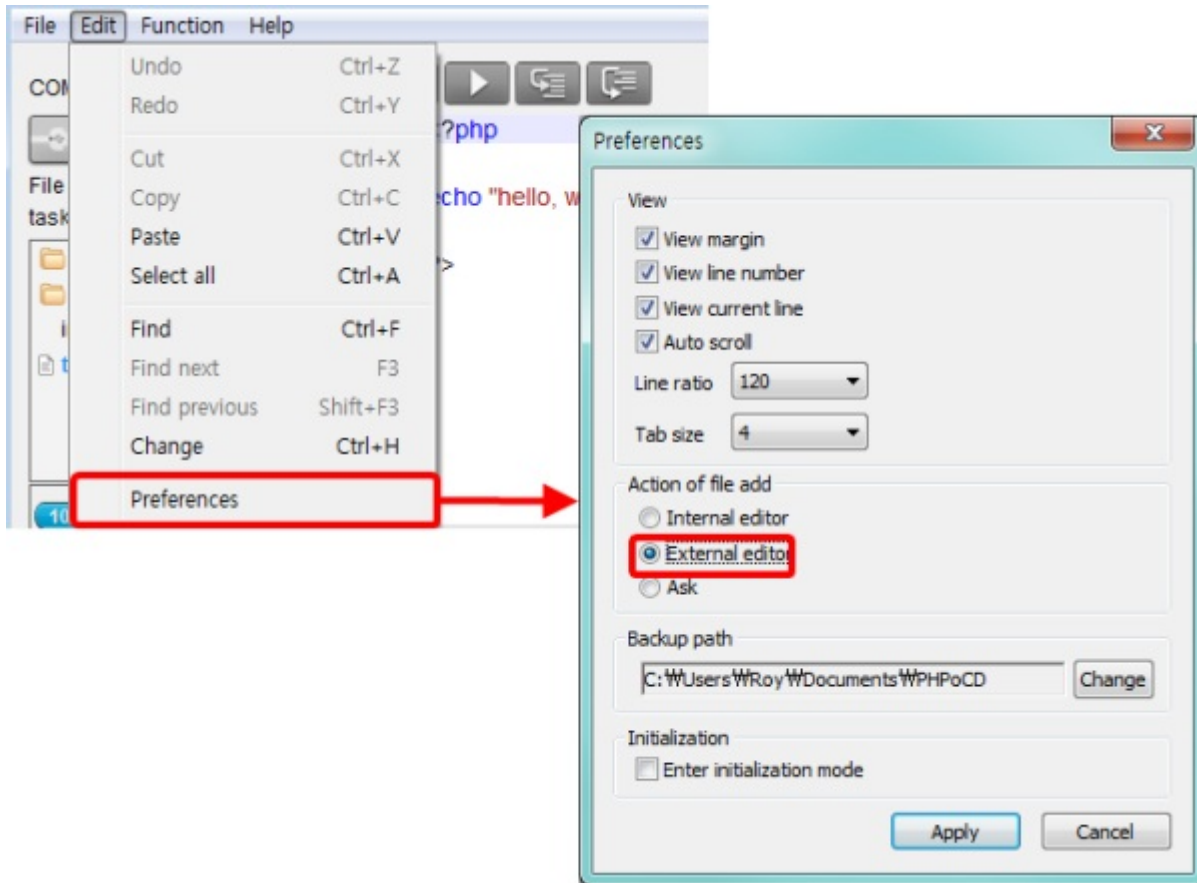 File Edit Function Help
Undo Ctrl+Z
Redo Ctrl+Y
Cut Ctrl+X
Copy Ctrl+C
Paste Ctrl+V
Select all Ctrl+A
Find Ctrl+F
Find next F3
Find previous Shift+F3
Change Ctrl+H
Preferences
File
task
?php
echo "hello, w
>
10
Preferences
View
View margin
View line number
View current line
Auto scroll
Line ratio 120
Tab size 4
Action of file add
Internal editor
External editor
Ask
Backup path
C:₩Users₩Roy₩Documents₩PHPoCD Change
Initialization
Enter initialization mode
Apply Cancel